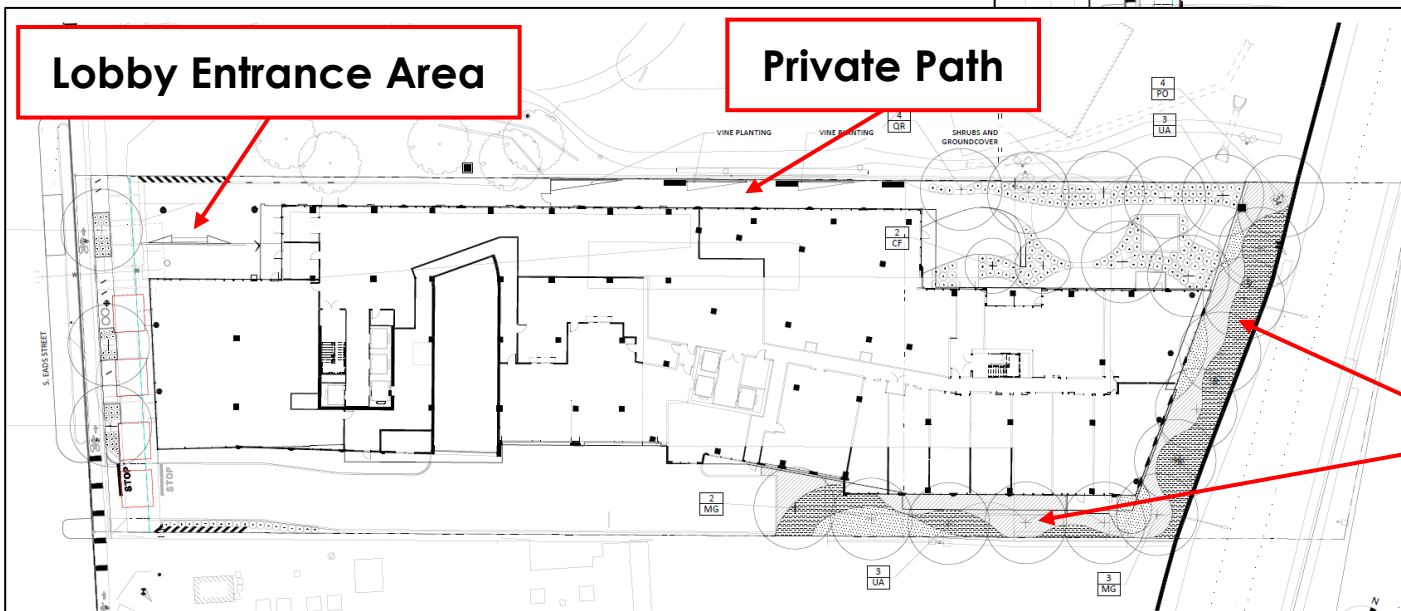 Lobby Entrance Area
Private Path
4
PO
3
UA
4
QR
VINE PLANTING
VINE PLANTING
SHRUBS AND
GROUNDCOVER
2
CF
W
W
S. EADS STREET
STOP
STOP
2
MG
3
UA
3
MG
N